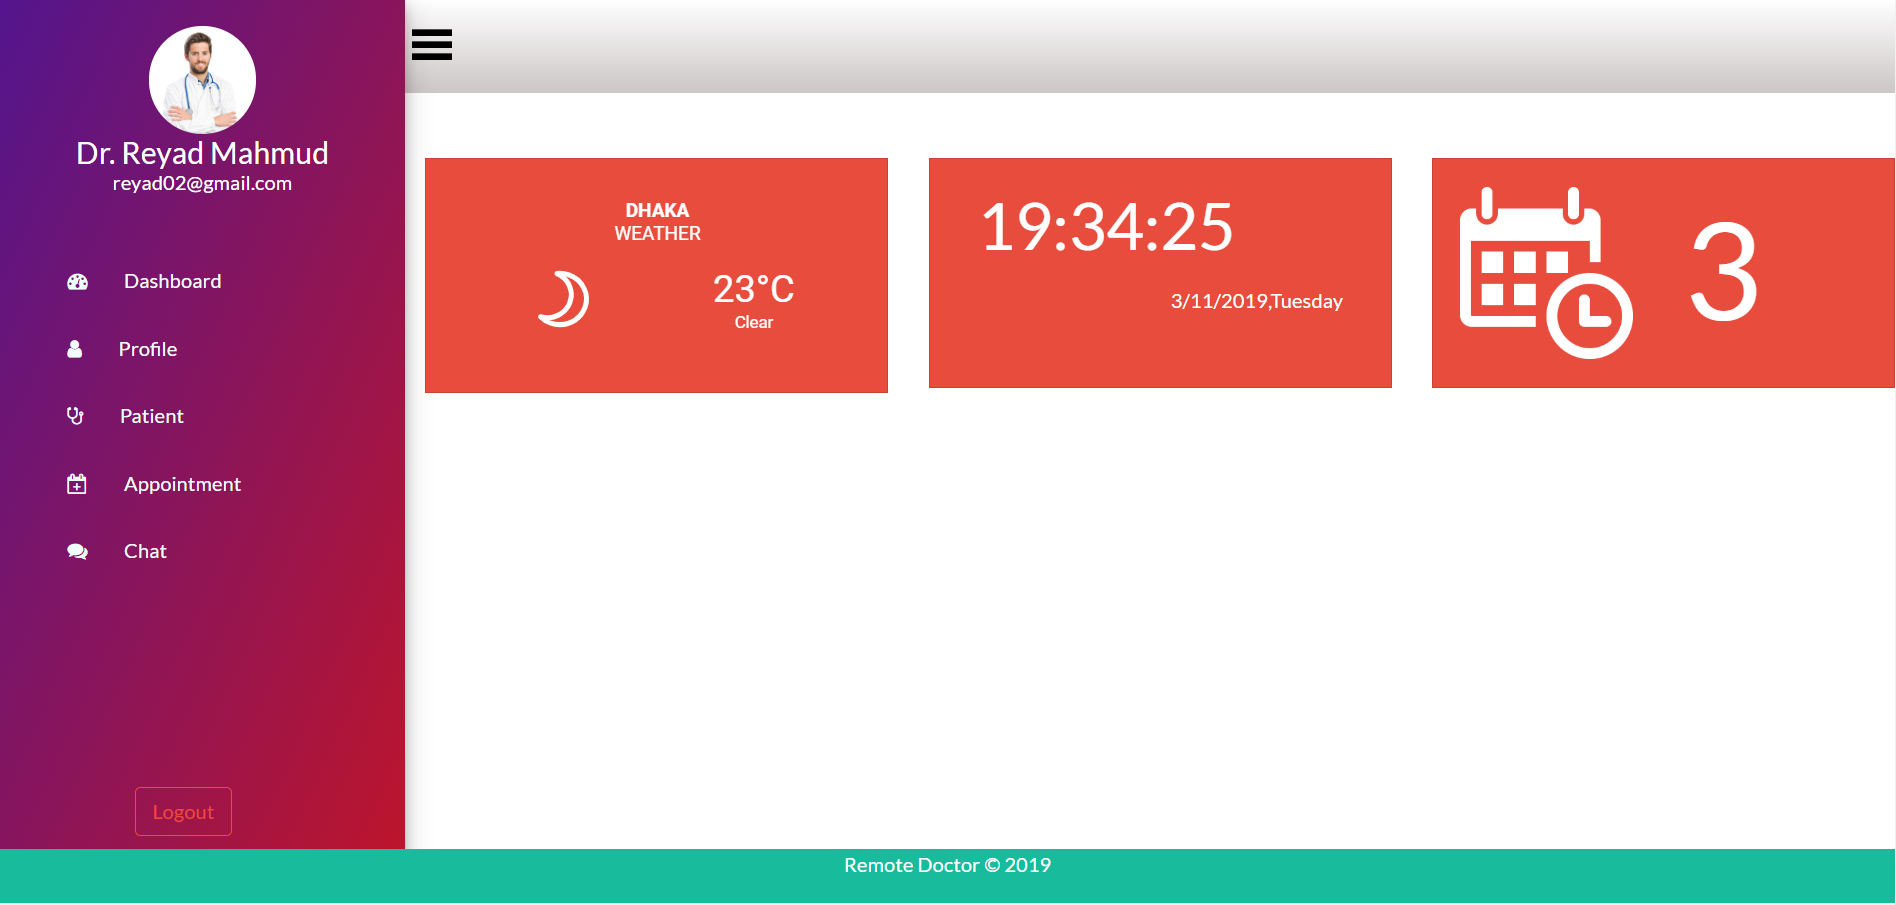 Dr. Reyad Mahmud
reyad02@gmail.com
Dashboard
Profile
Patient
Appointment
Chat
Logout
DHAKA
WEATHER
23°C
Clear
19:34:25
3/11/2019,Tuesday
3
Remote Doctor © 2019